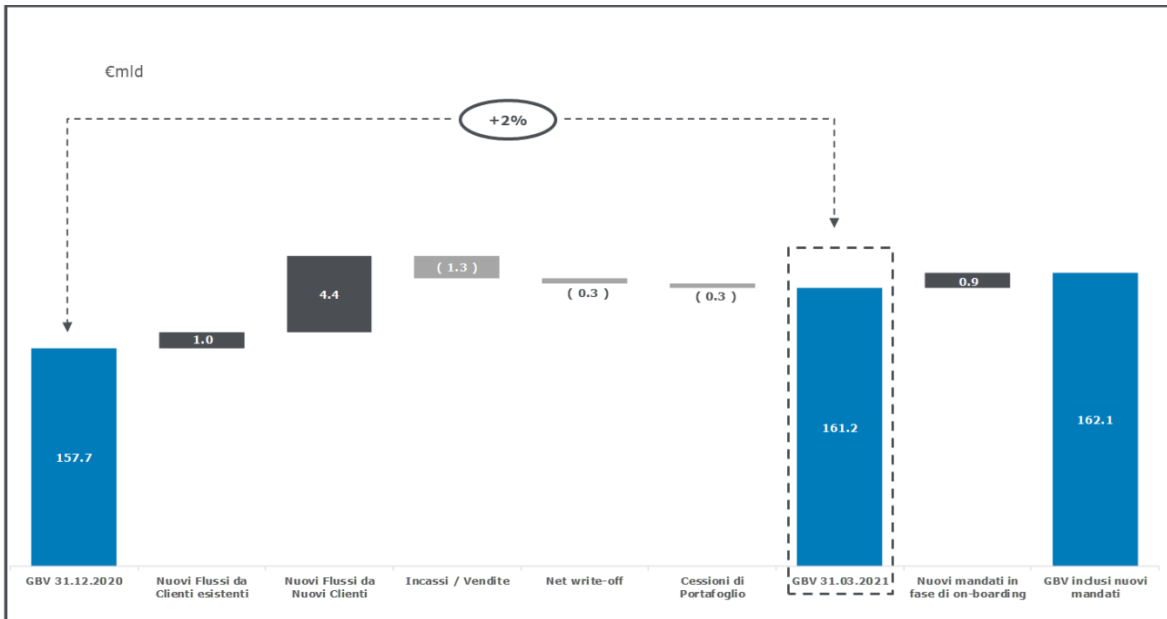 €mld
+2%
157.7
1.0
4.4
( 1.3 )
( 0.3 )
( 0.3 )
161.2
0.9
162.1
GBV 31.12.2020
Nuovi Flussi da
Clienti esistenti
Nuovi Flussi da
Nuovi Clienti
Incassi / Vendite
Net write-off
Cessioni di
Portafoglio
GBV 31.03.2021
Nuovi mandati in
fase di on-boarding
GBV inclusi nuovi
mandati